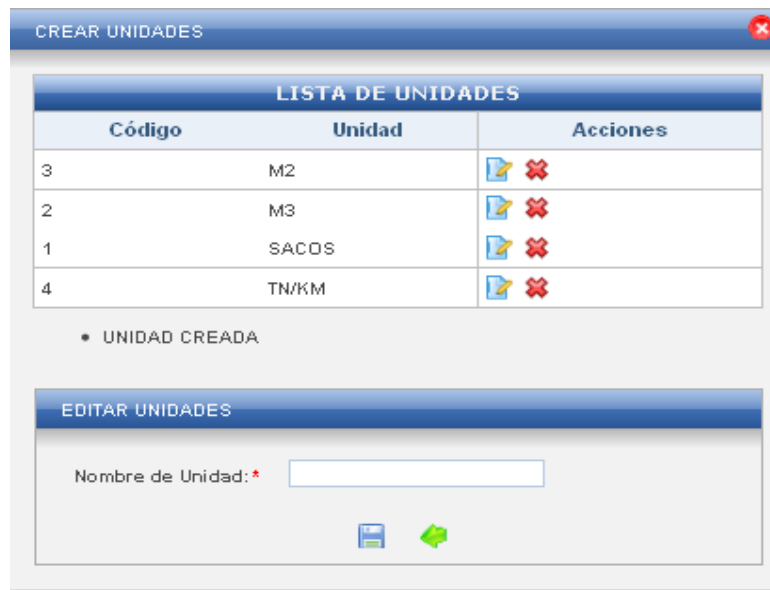 CREAR UNIDADES
LISTA DE UNIDADES
Código Unidad Acciones
3 M2
2 M3
1 SACOS
4 TN/KM
• UNIDAD CREADA
EDITAR UNIDADES
Nombre de Unidad:*